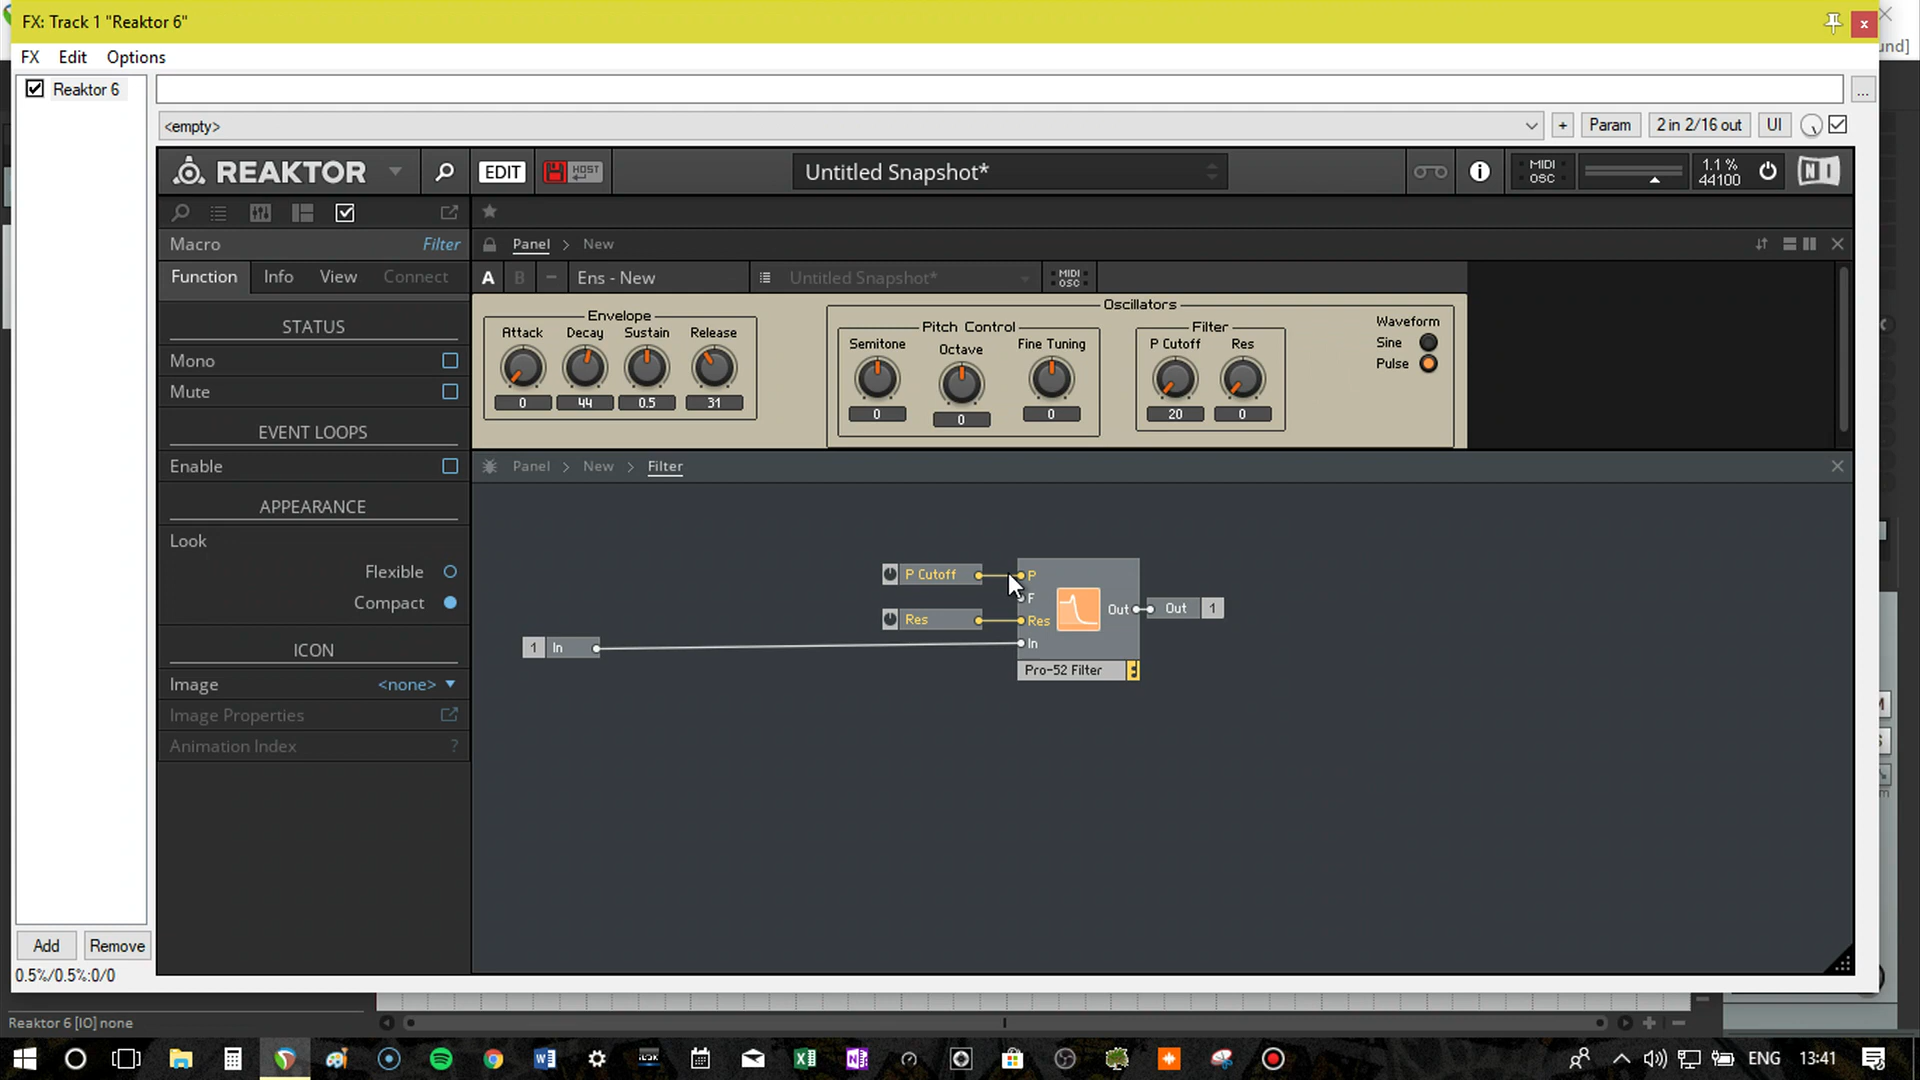 FX: Track 1 "Reaktor 6"
und]
FX Edit Options
Reaktor 6
...
<empty>
+ Param 2 in 2/16 out UI
REAKTOR EDIT HOST Untitled Snapshot* i MIDI OSC 1.1 % 44100 NI
Macro Filter
Panel > New
Function Info View Connect
A B Ens - New Untitled Snapshot* MIDI OSC
STATUS
Mono
Mute
EVENT LOOPS
Enable
APPEARANCE
Look
Flexible
Compact
ICON
Image <none>
Image Properties
Animation Index ?
Envelope
Attack Decay Sustain Release
0 44 0.5 31
Oscillators
Pitch Control
Semitone Octave Fine Tuning
0 0 0
Filter
P Cutoff Res
20 0
Waveform
Sine
Pulse
Panel > New > Filter
P Cutoff
Res
1 In
P
F
Res
In
Out
Pro-52 Filter
Out 1
Add Remove
0.5%/0.5%:0/0
Reaktor 6 [IO] none
ENG 13:41